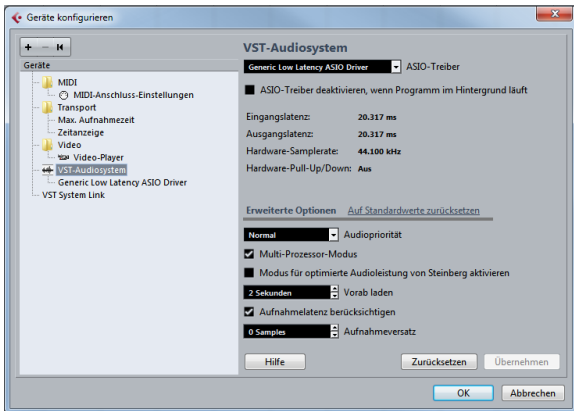 Geräte konfigurieren
Geräte
MIDI
MIDI-Anschluss-Einstellungen
Transport
Max. Aufnahmezeit
Zeitanzeige
Video
Video-Player
VST-Audiosystem
Generic Low Latency ASIO Driver
VST System Link
VST-Audiosystem
Generic Low Latency ASIO Driver ASIO-Treiber
ASIO-Treiber deaktivieren, wenn Programm im Hintergrund läuft
Eingangslatenz: 20.317 ms
Ausgangslatenz: 20.317 ms
Hardware-Samplerate: 44.100 kHz
Hardware-Pull-Up/Down: Aus
Erweiterte Optionen Auf Standardwerte zurücksetzen
Normal Audiopriorität
Multi-Prozessor-Modus
Modus für optimierte Audioleistung von Steinberg aktivieren
2 Sekunden Vorab laden
Aufnahmelatenz berücksichtigen
0 Samples Aufnahmeversatz
Hilfe Zurücksetzen Übernehmen
OK Abbrechen